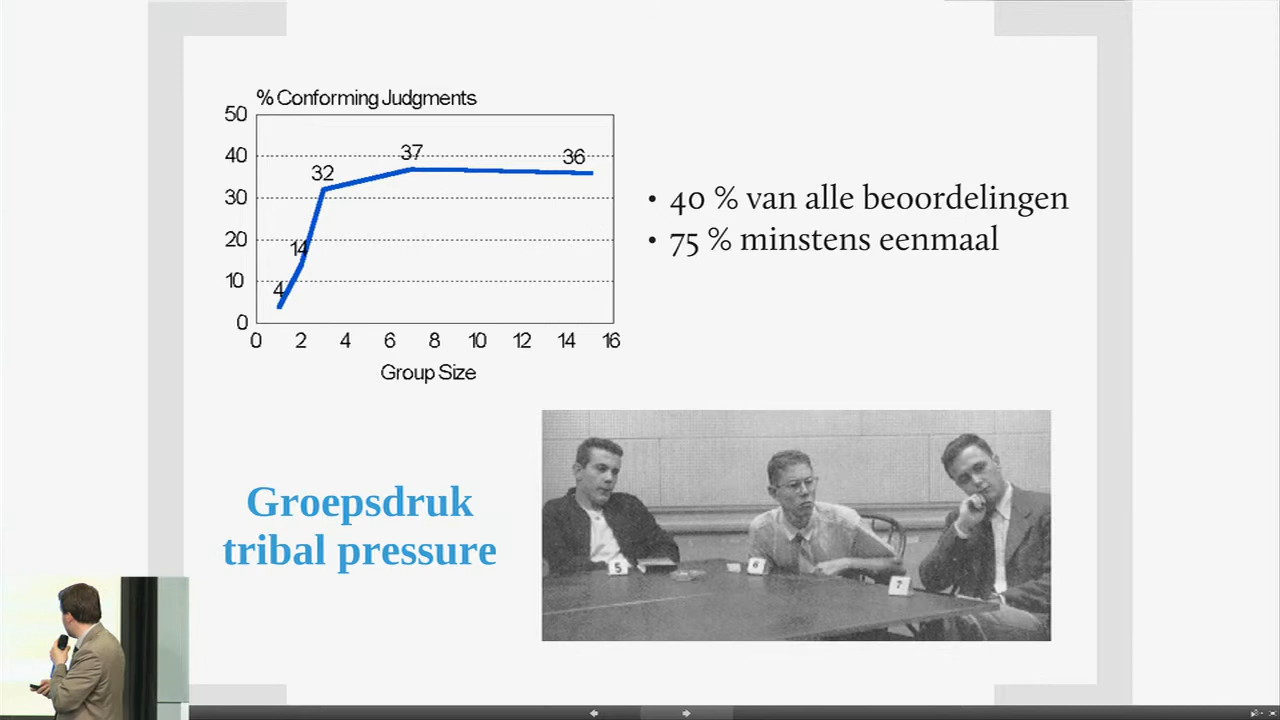 % Conforming Judgments
50
40
30
20
10
0
4
14
32
37
36
0 2 4 6 8 10 12 14 16
Group Size
• 40 % van alle beoordelingen
• 75 % minstens eenmaal
Groepsdruk
tribal pressure
5
6
7